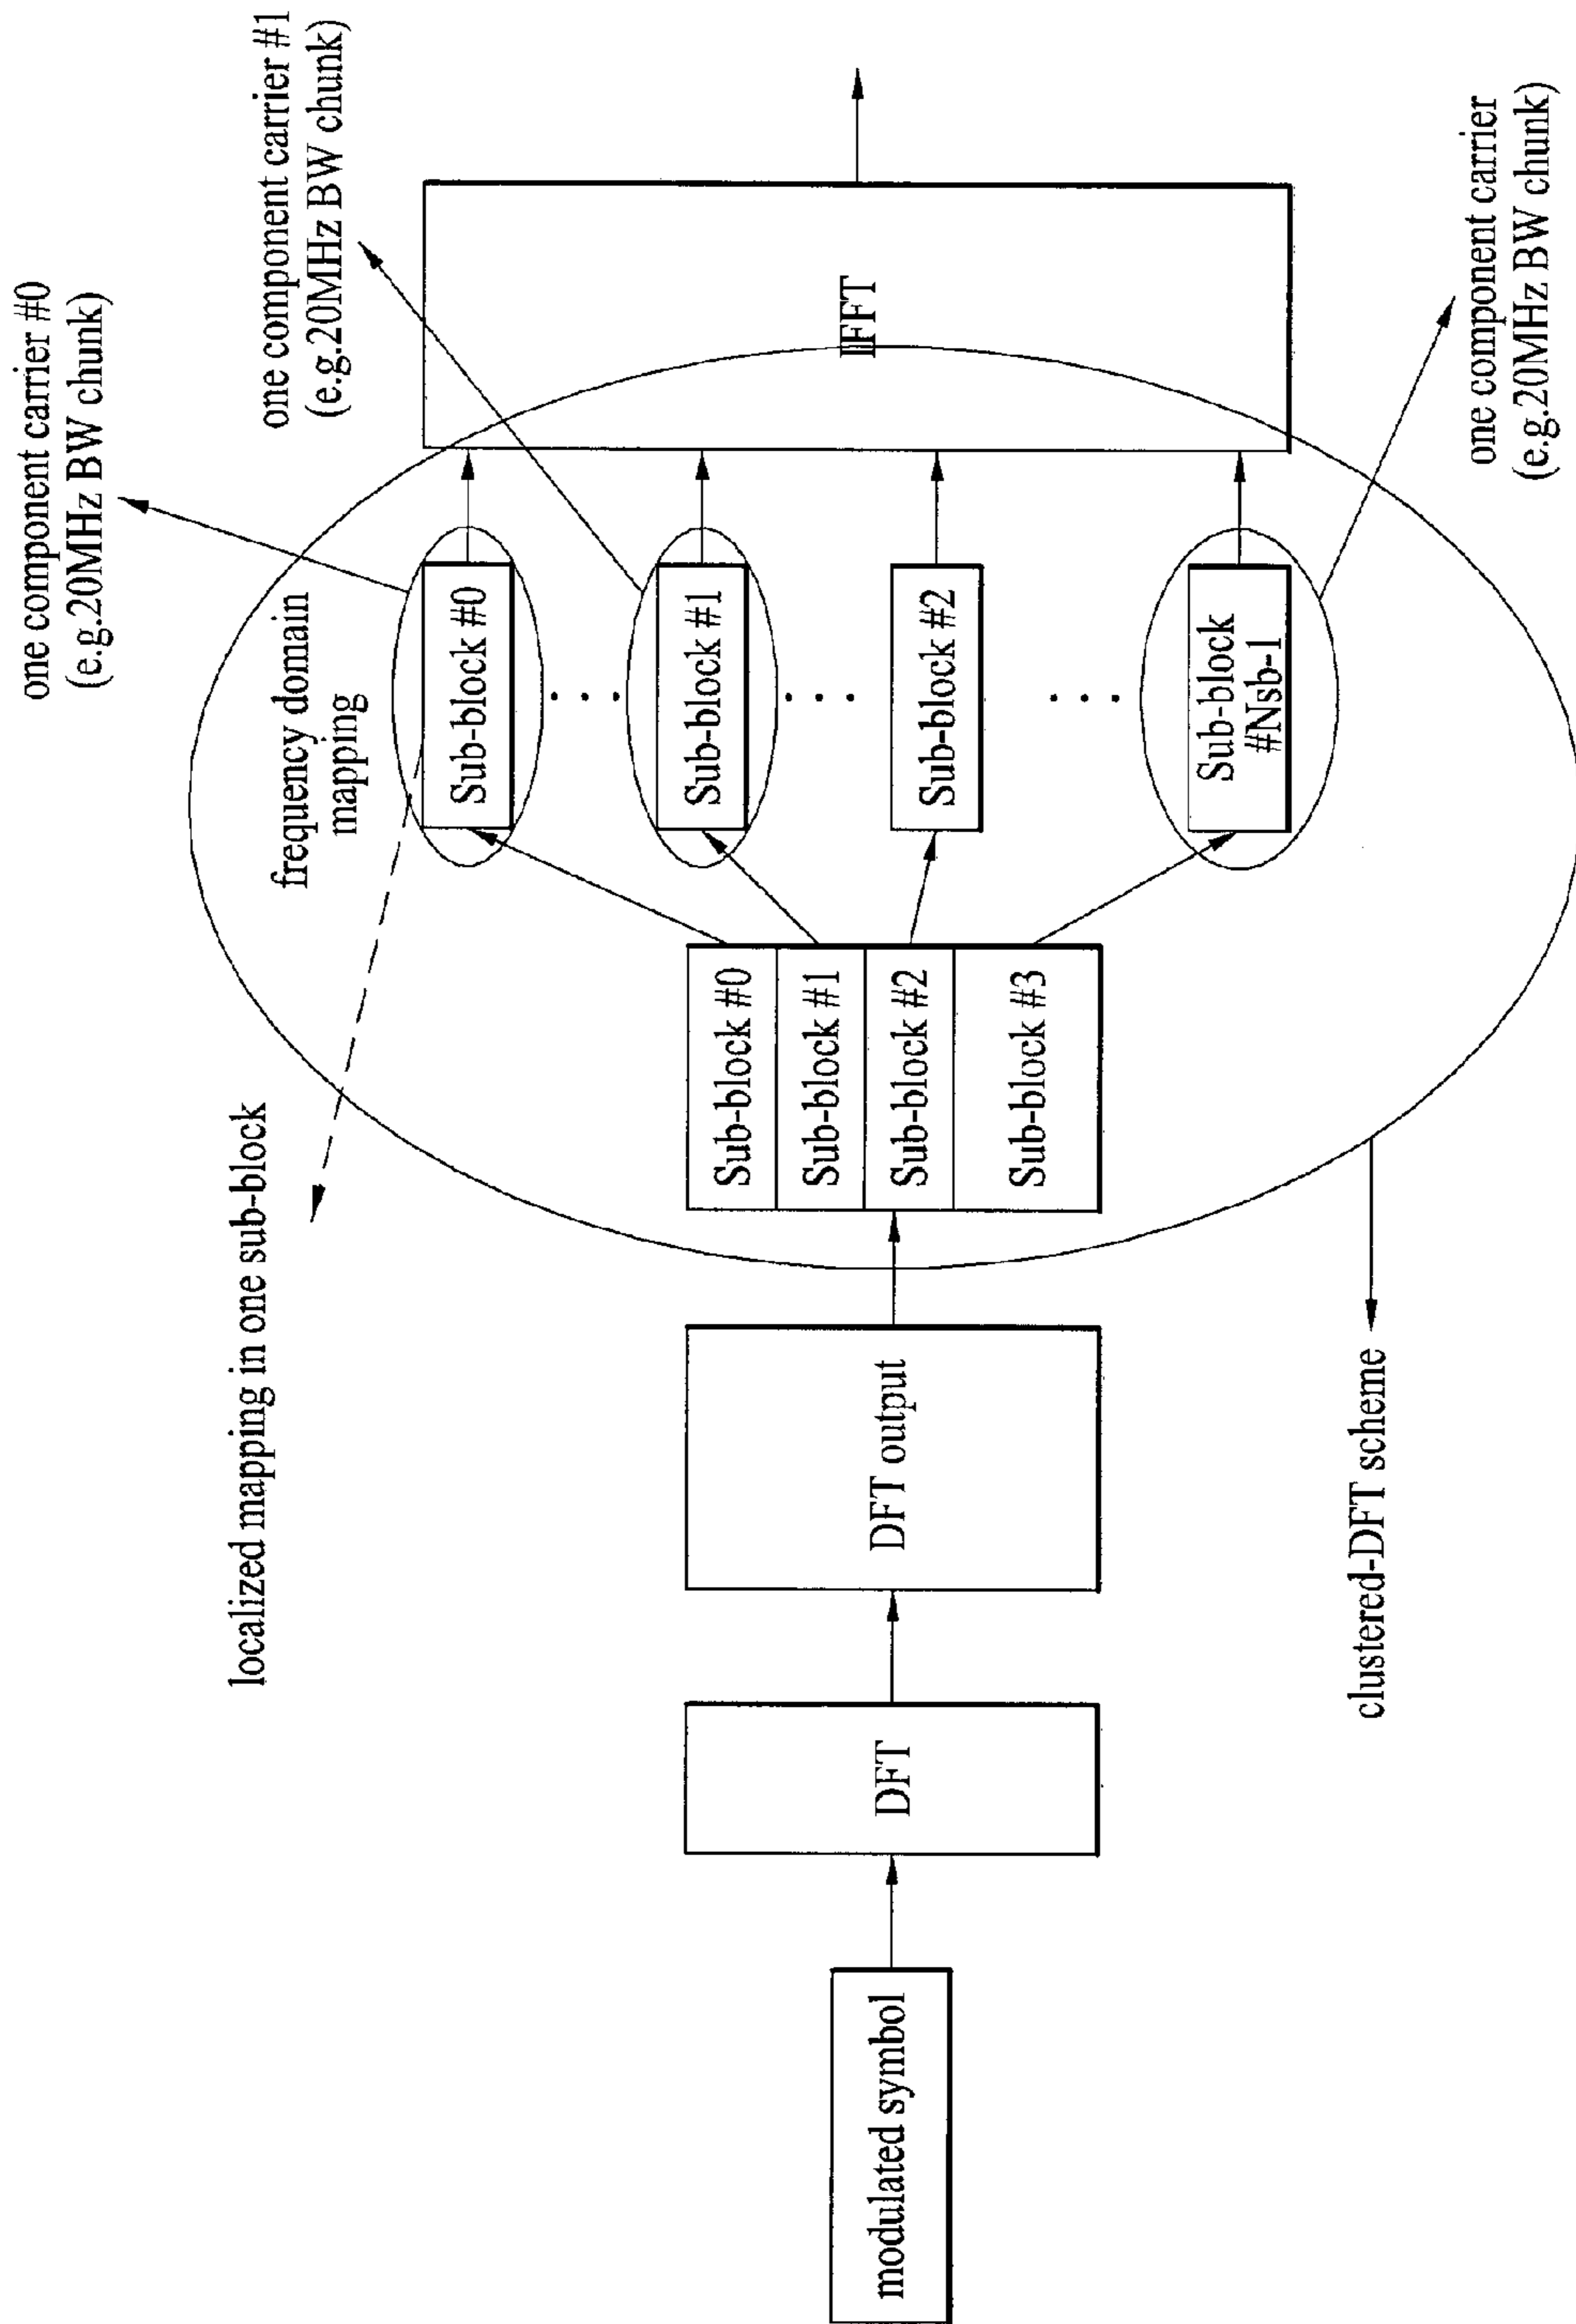 modulated symbol
DFT
DFT output
localized mapping in one sub-block
clustered-DFT scheme
Sub-block #0
Sub-block #1
Sub-block #2
Sub-block #3
frequency domain
mapping
Sub-block #0
Sub-block #1
Sub-block #2
Sub-block
#Nsb-1
IFFT
one component carrier #0
(e.g.20MHz BW chunk)
one component carrier #1
(e.g.20MHz BW chunk)
one component carrier
(e.g.20MHz BW chunk)